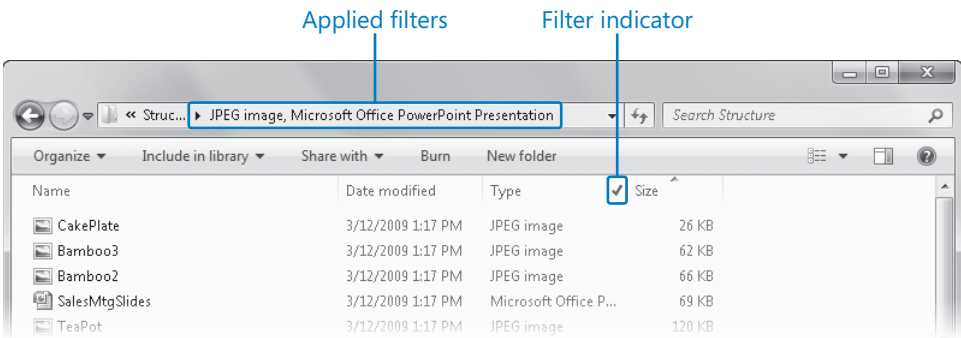 Applied filters Filter indicator
« Struc... ▸ JPEG image, Microsoft Office PowerPoint Presentation Search Structure
Organize Include in library Share with Burn New folder
Name Date modified Type Size
CakePlate 3/12/2009 1:17 PM JPEG image 26 KB
Bamboo3 3/12/2009 1:17 PM JPEG image 62 KB
Bamboo2 3/12/2009 1:17 PM JPEG image 66 KB
SalesMtgSlides 3/12/2009 1:17 PM Microsoft Office P... 69 KB
TeaPot 3/12/2009 1:17 PM JPEG image 120 KB